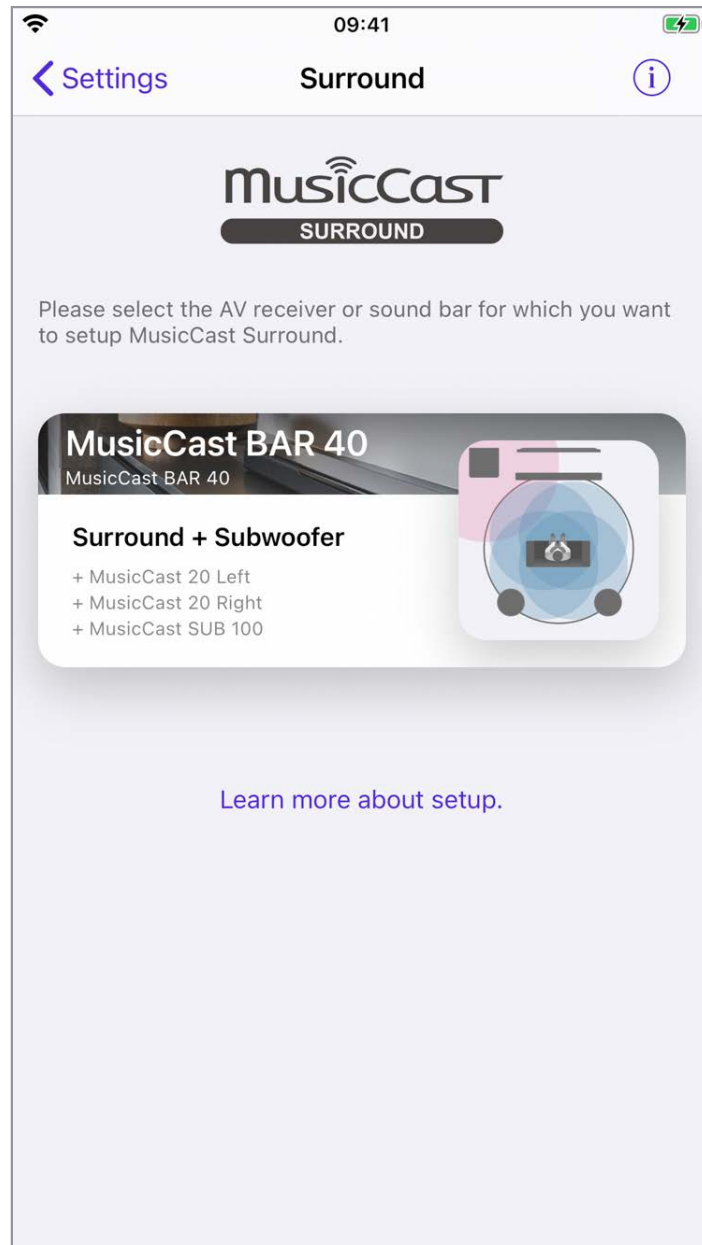 09:41
Settings
Surround
i
MusicCast
SURROUND
Please select the AV receiver or sound bar for which you want
to setup MusicCast Surround.
MusicCast BAR 40
MusicCast BAR 40
Surround + Subwoofer
+ MusicCast 20 Left
+ MusicCast 20 Right
+ MusicCast SUB 100
Learn more about setup.